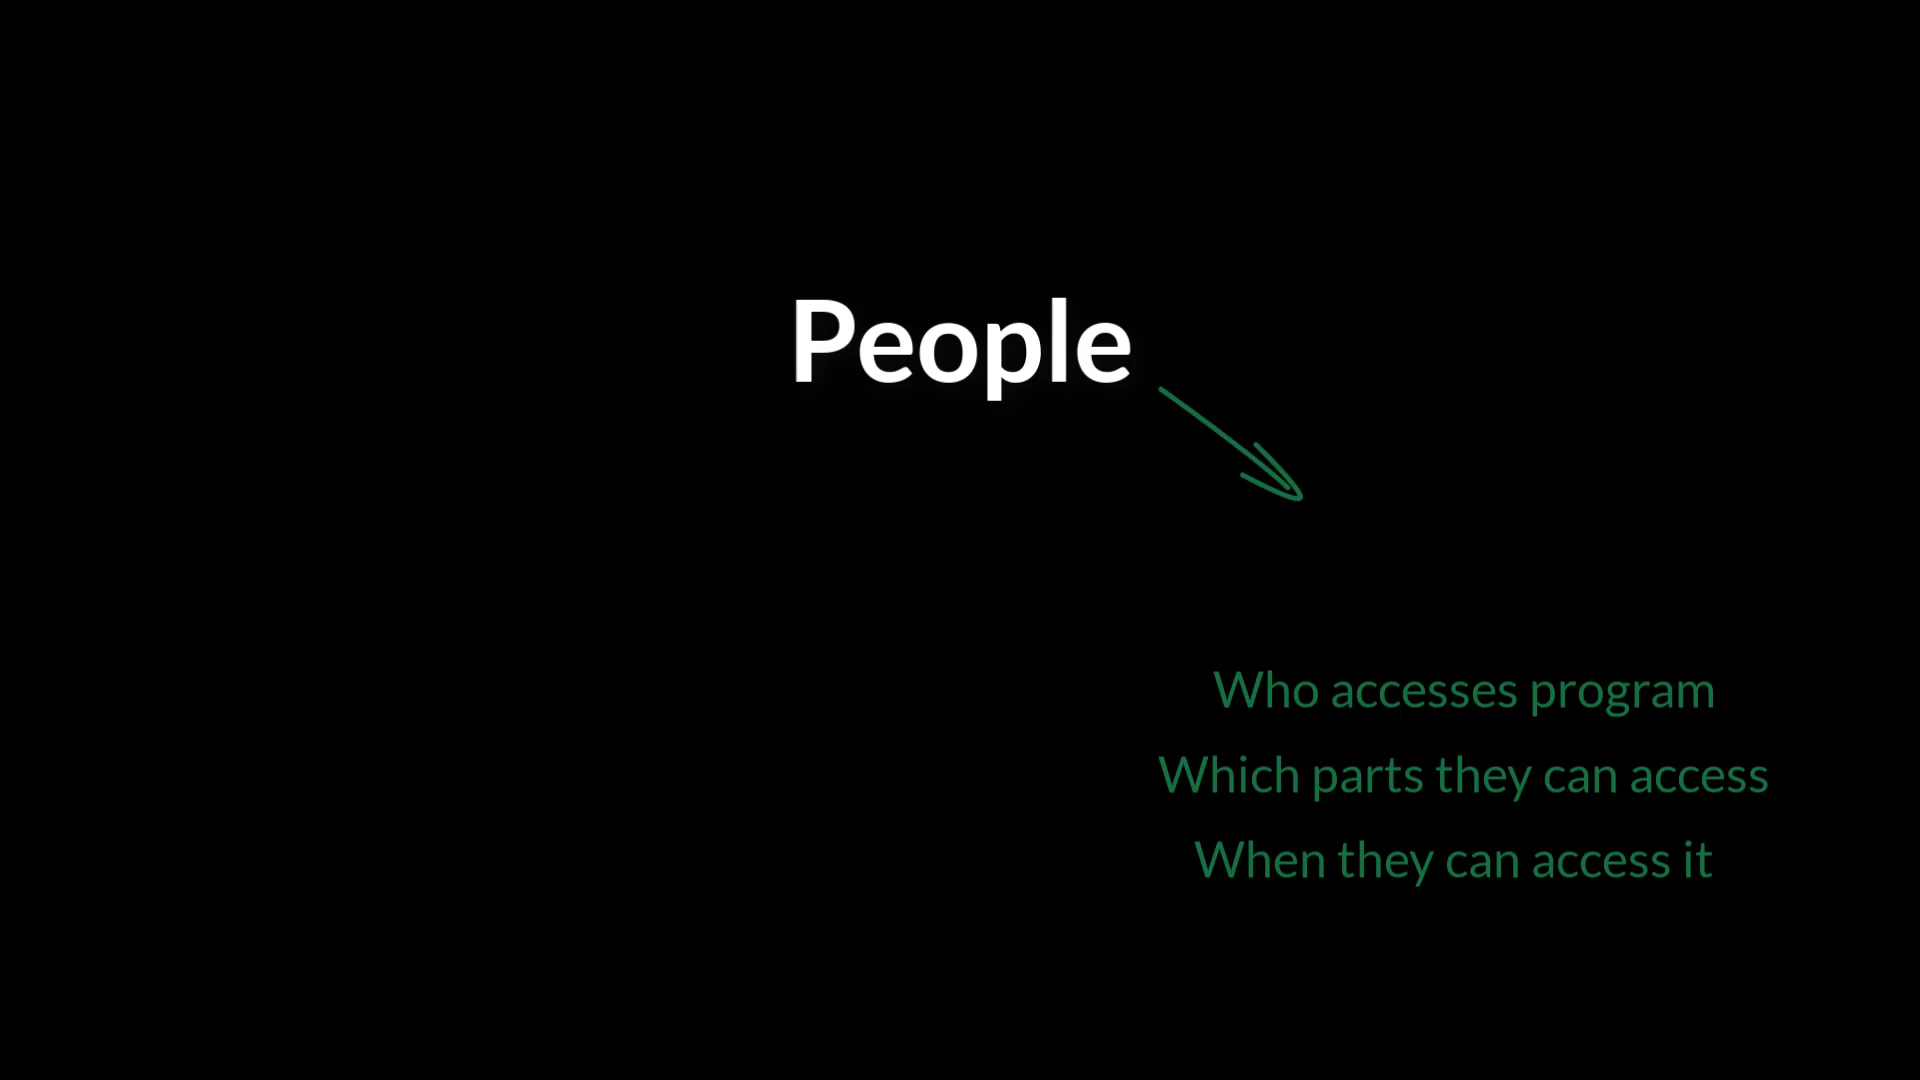 People
Who accesses program
Which parts they can access
When they can access it